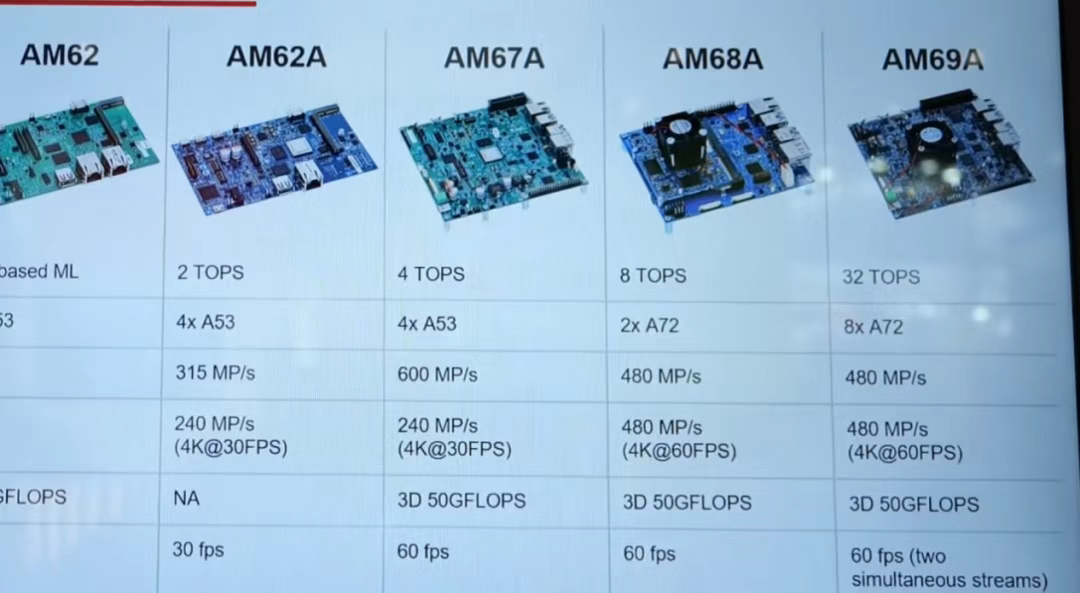 AM62 AM62A AM67A AM68A AM69A
based ML 2 TOPS 4 TOPS 8 TOPS 32 TOPS
53 4x A53 4x A53 2x A72 8x A72
315 MP/s 600 MP/s 480 MP/s 480 MP/s
240 MP/s 240 MP/s 480 MP/s 480 MP/s
(4K@30FPS) (4K@30FPS) (4K@60FPS) (4K@60FPS)
GFLOPS NA 3D 50GFLOPS 3D 50GFLOPS 3D 50GFLOPS
30 fps 60 fps 60 fps 60 fps (two
simultaneous streams)